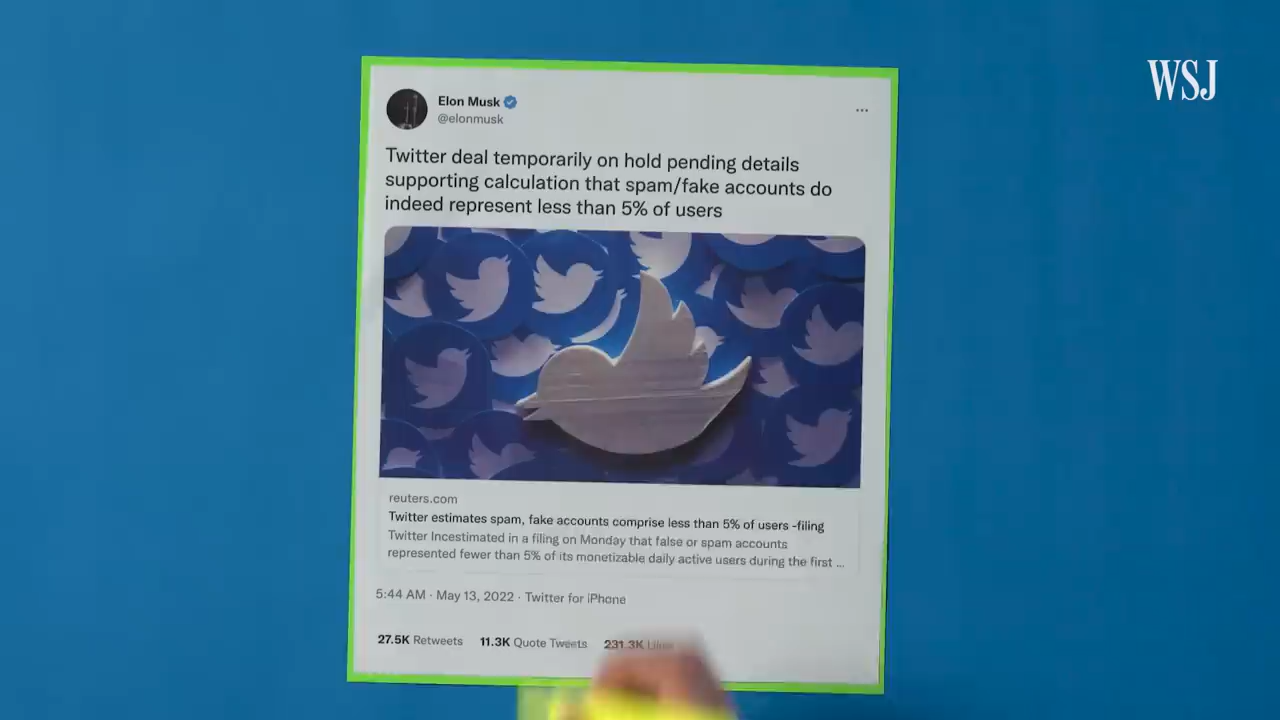 WSJ
Elon Musk
@elonmusk
Twitter deal temporarily on hold pending details
supporting calculation that spam/fake accounts do
indeed represent less than 5% of users
reuters.com
Twitter estimates spam, fake accounts comprise less than 5% of users -filing
Twitter Incestimated in a filing on Monday that false or spam accounts
represented fewer than 5% of its monetizable daily active users during the first ...
5:44 AM · May 13, 2022 · Twitter for iPhone
27.5K Retweets 11.3K Quote Tweets 231.3K Likes